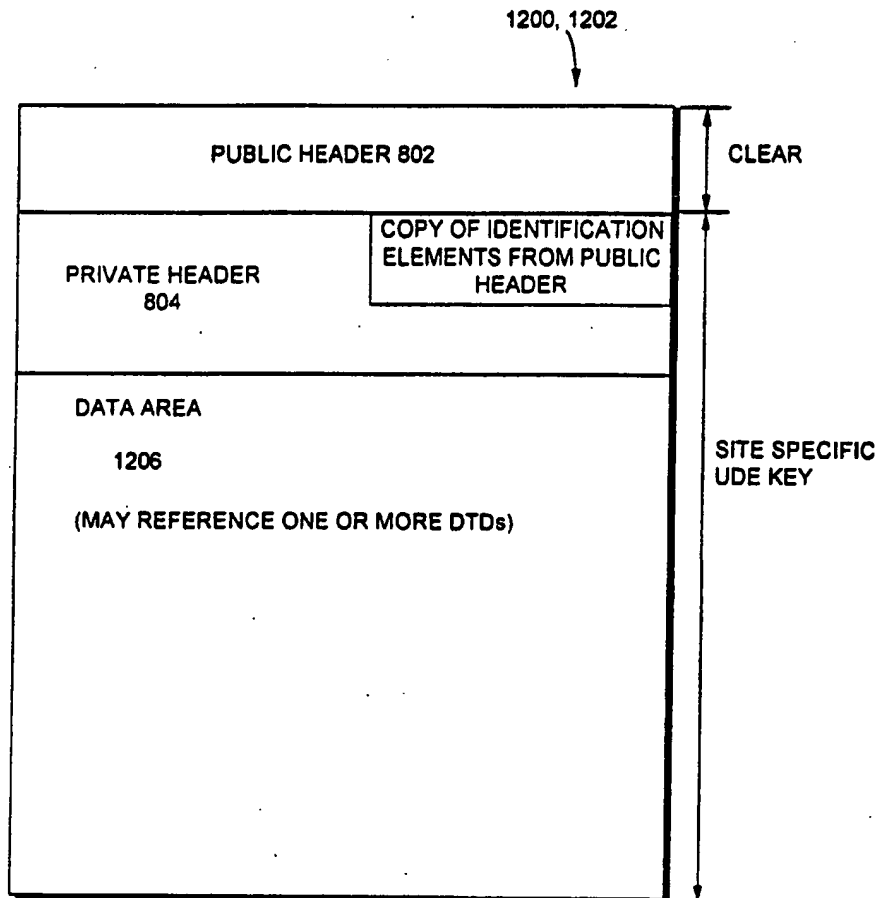 1200, 1202
PUBLIC HEADER 802
CLEAR
COPY OF IDENTIFICATION
ELEMENTS FROM PUBLIC
HEADER
PRIVATE HEADER
804
DATA AREA
1206
(MAY REFERENCE ONE OR MORE DTDs)
SITE SPECIFIC
UDE KEY